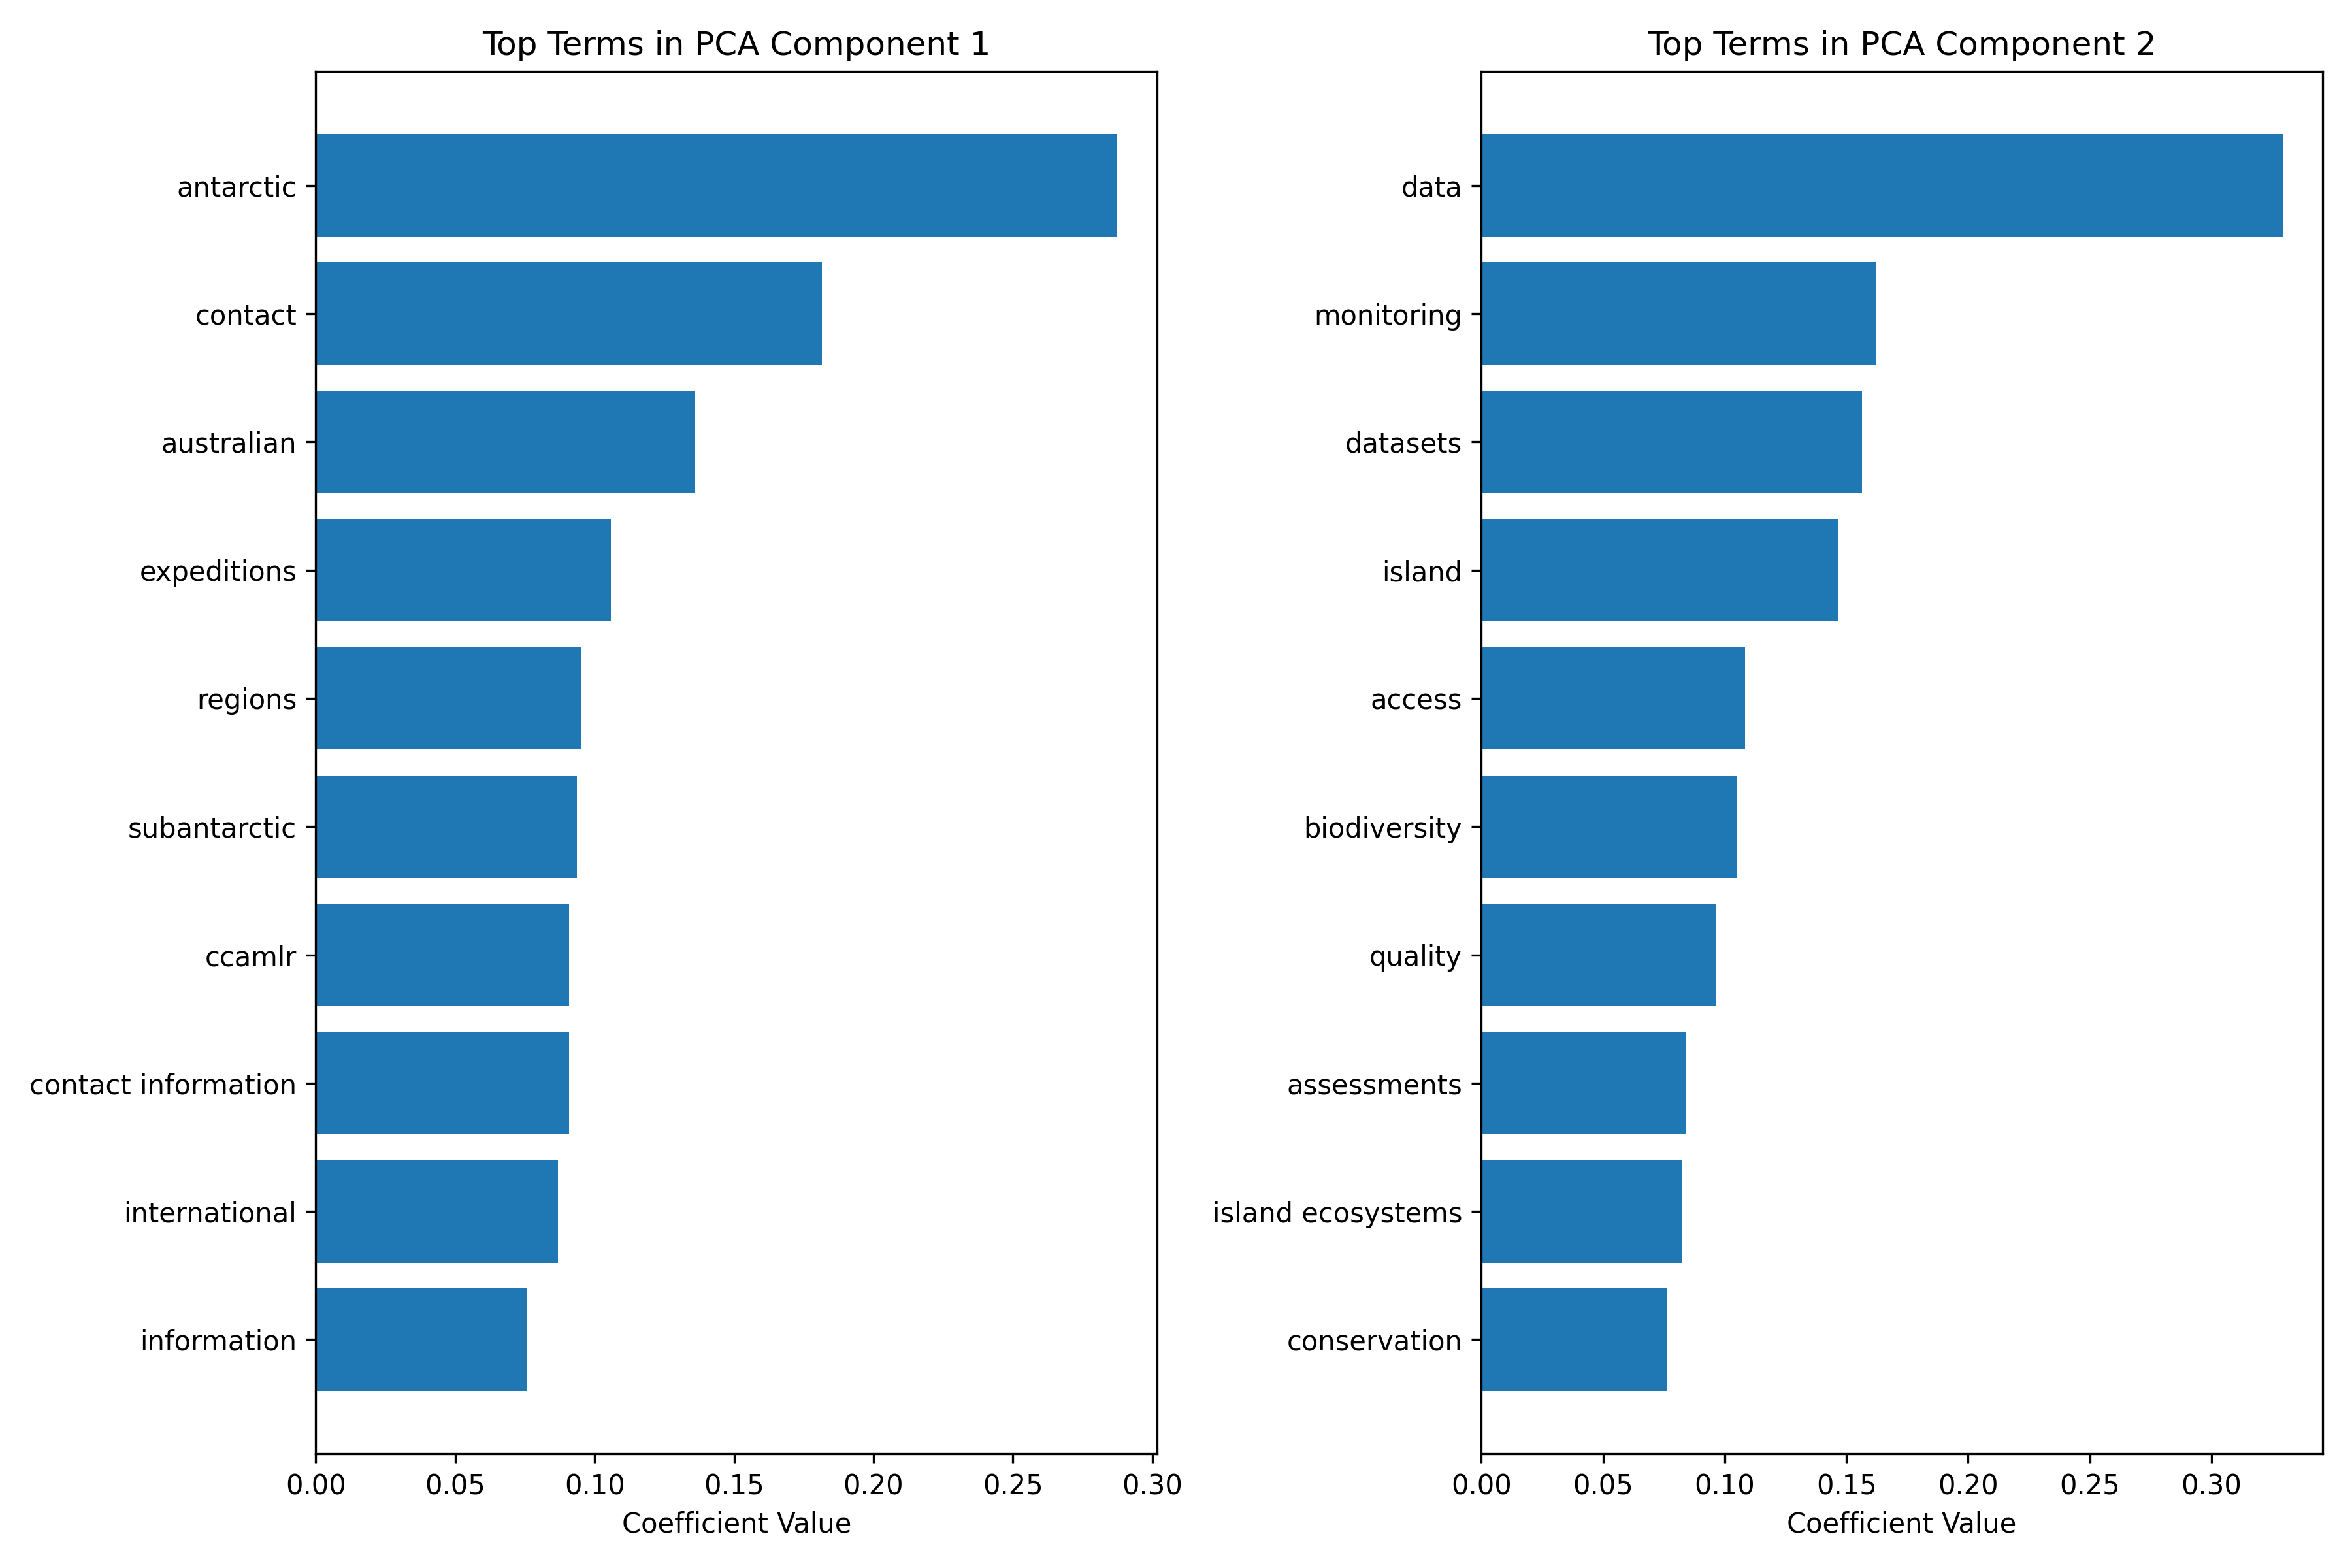 Top Terms in PCA Component 1
antarctic
contact
australian
expeditions
regions
subantarctic
ccamlr
contact information
international
information
0.00 0.05 0.10 0.15 0.20 0.25 0.30
Coefficient Value
Top Terms in PCA Component 2
data
monitoring
datasets
island
access
biodiversity
quality
assessments
island ecosystems
conservation
0.00 0.05 0.10 0.15 0.20 0.25 0.30
Coefficient Value